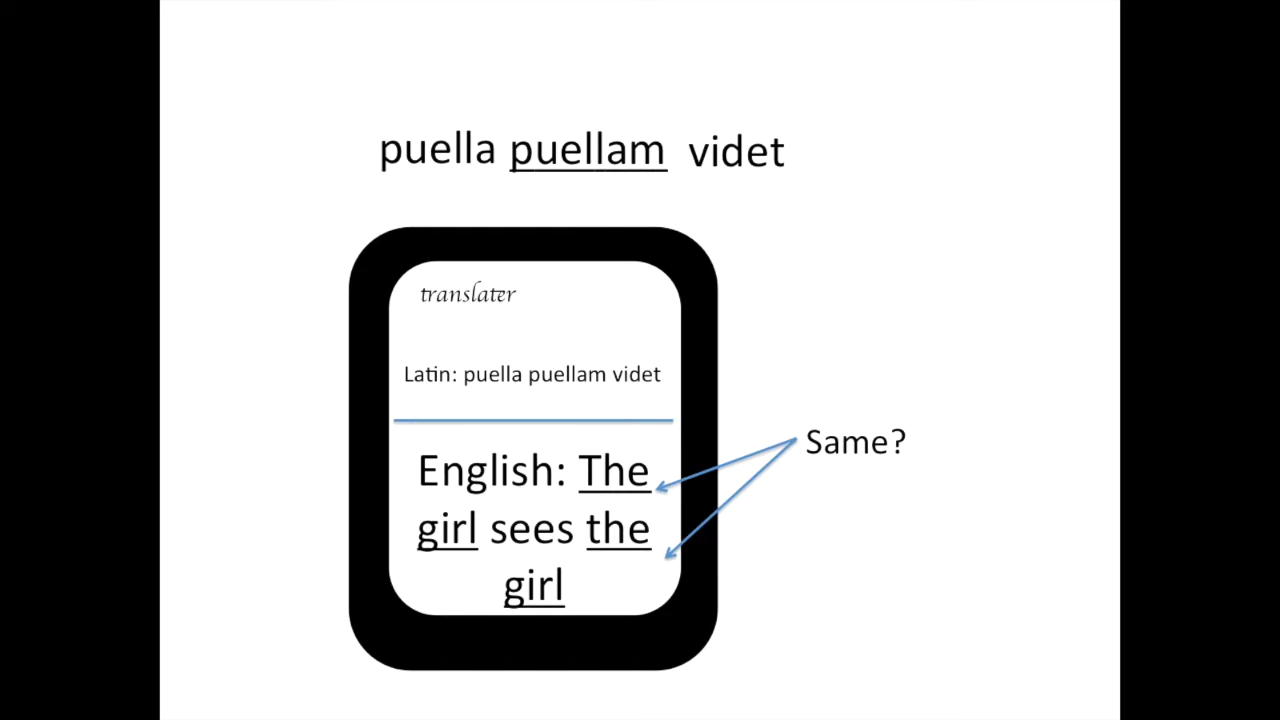 puella puellam videt
translater
Latin: puella puellam videt
Same?
English: The
girl sees the
girl